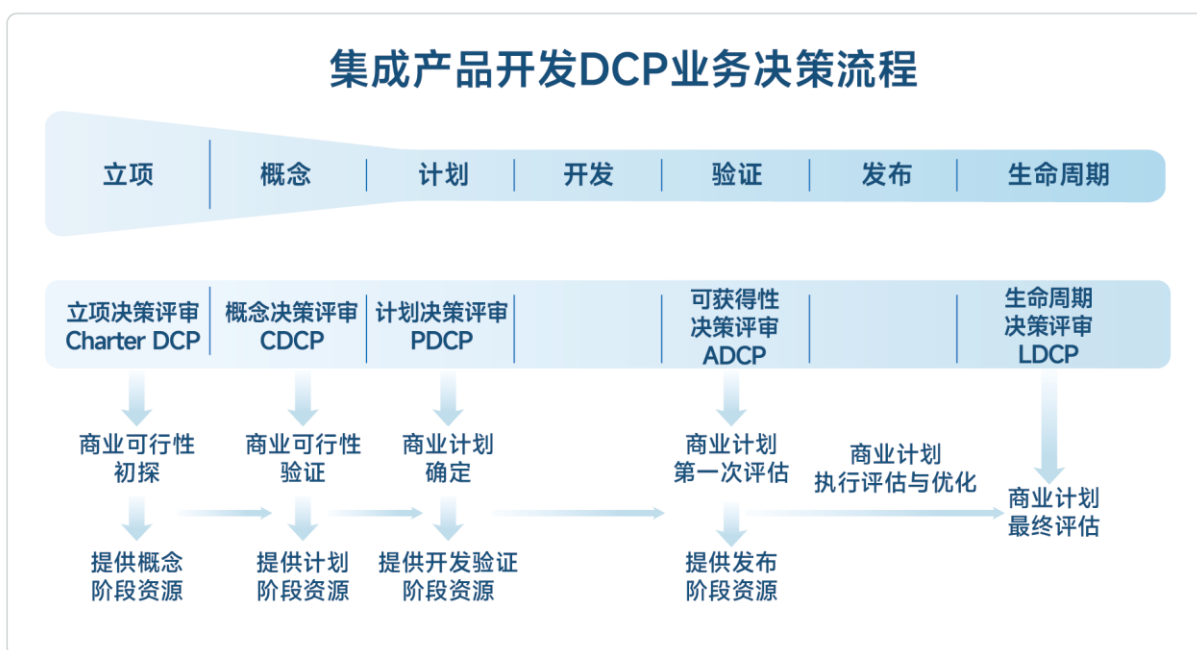 集成产品开发DCP业务决策流程
立项
概念
计划
开发
验证
发布
生命周期
立项决策评审
Charter DCP
概念决策评审
CDCP
计划决策评审
PDCP
可获得性
决策评审
ADCP
生命周期
决策评审
LDCP
商业可行性
初探
商业可行性
验证
商业计划
确定
商业计划
第一次评估
商业计划
执行评估与优化
商业计划
最终评估
提供概念
阶段资源
提供计划
阶段资源
提供开发验证
阶段资源
提供发布
阶段资源